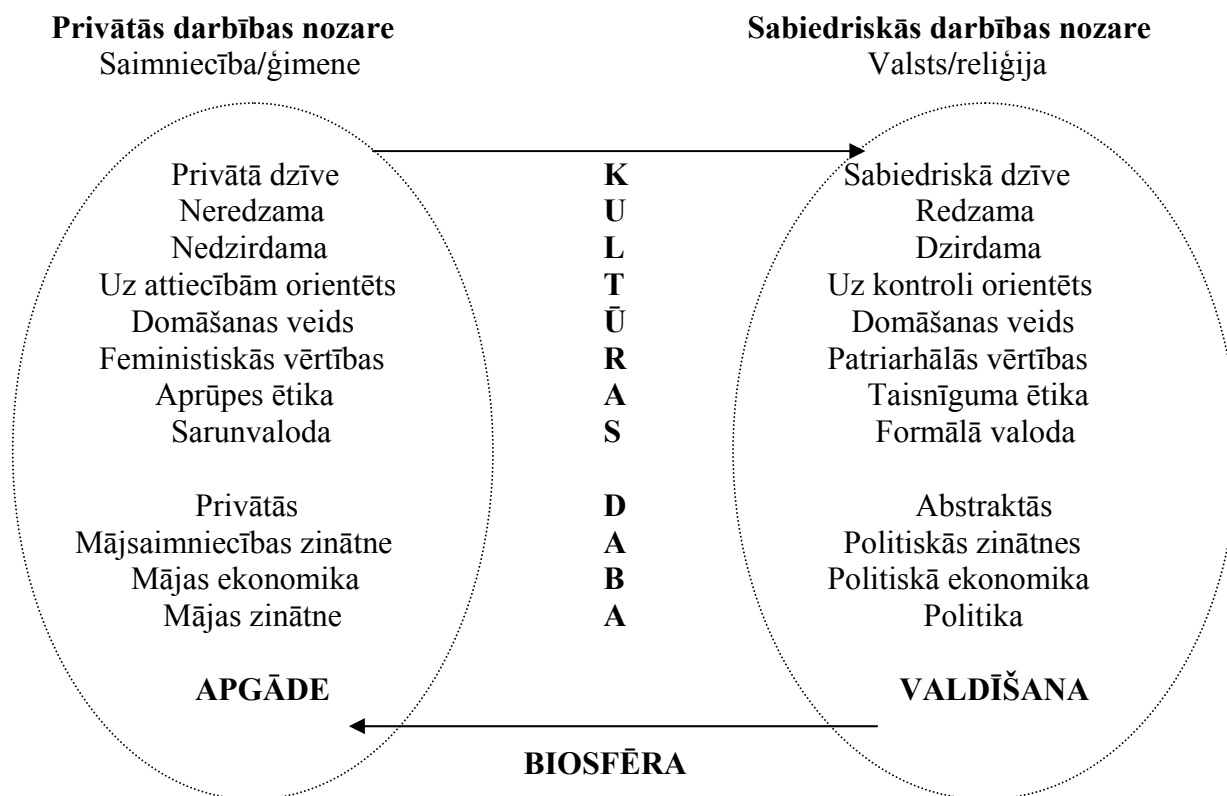 Privātās darbības nozare Sabiedriskās darbības nozare
Saimniecība/ģimene Valsts/reliģija
Privātā dzīve K Sabiedriskā dzīve
Neredzama U Redzama
Nedzirdama L Dzirdama
Uz attiecībām orientēts T Uz kontroli orientēts
Domāšanas veids Ū Domāšanas veids
Feministiskās vērtības R Patriarhālās vērtības
Aprūpes ētika A Taisnīguma ētika
Sarunvaloda S Formālā valoda
Privātās D Abstraktās
Mājsaimniecības zinātne A Politiskās zinātnes
Mājas ekonomika B Politiskā ekonomika
Mājas zinātne A Politika
APGĀDE VALDĪŠANA
BIOSFĒRA